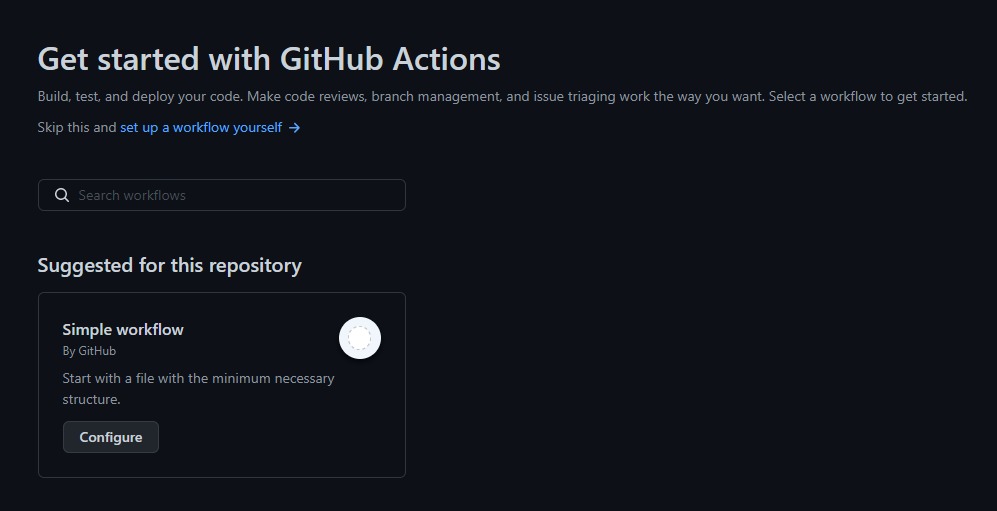 Get started with GitHub Actions
Build, test, and deploy your code. Make code reviews, branch management, and issue triaging work the way you want. Select a workflow to get started.
Skip this and set up a workflow yourself →
Search workflows
Suggested for this repository
Simple workflow
By GitHub
Start with a file with the minimum necessary
structure.
Configure